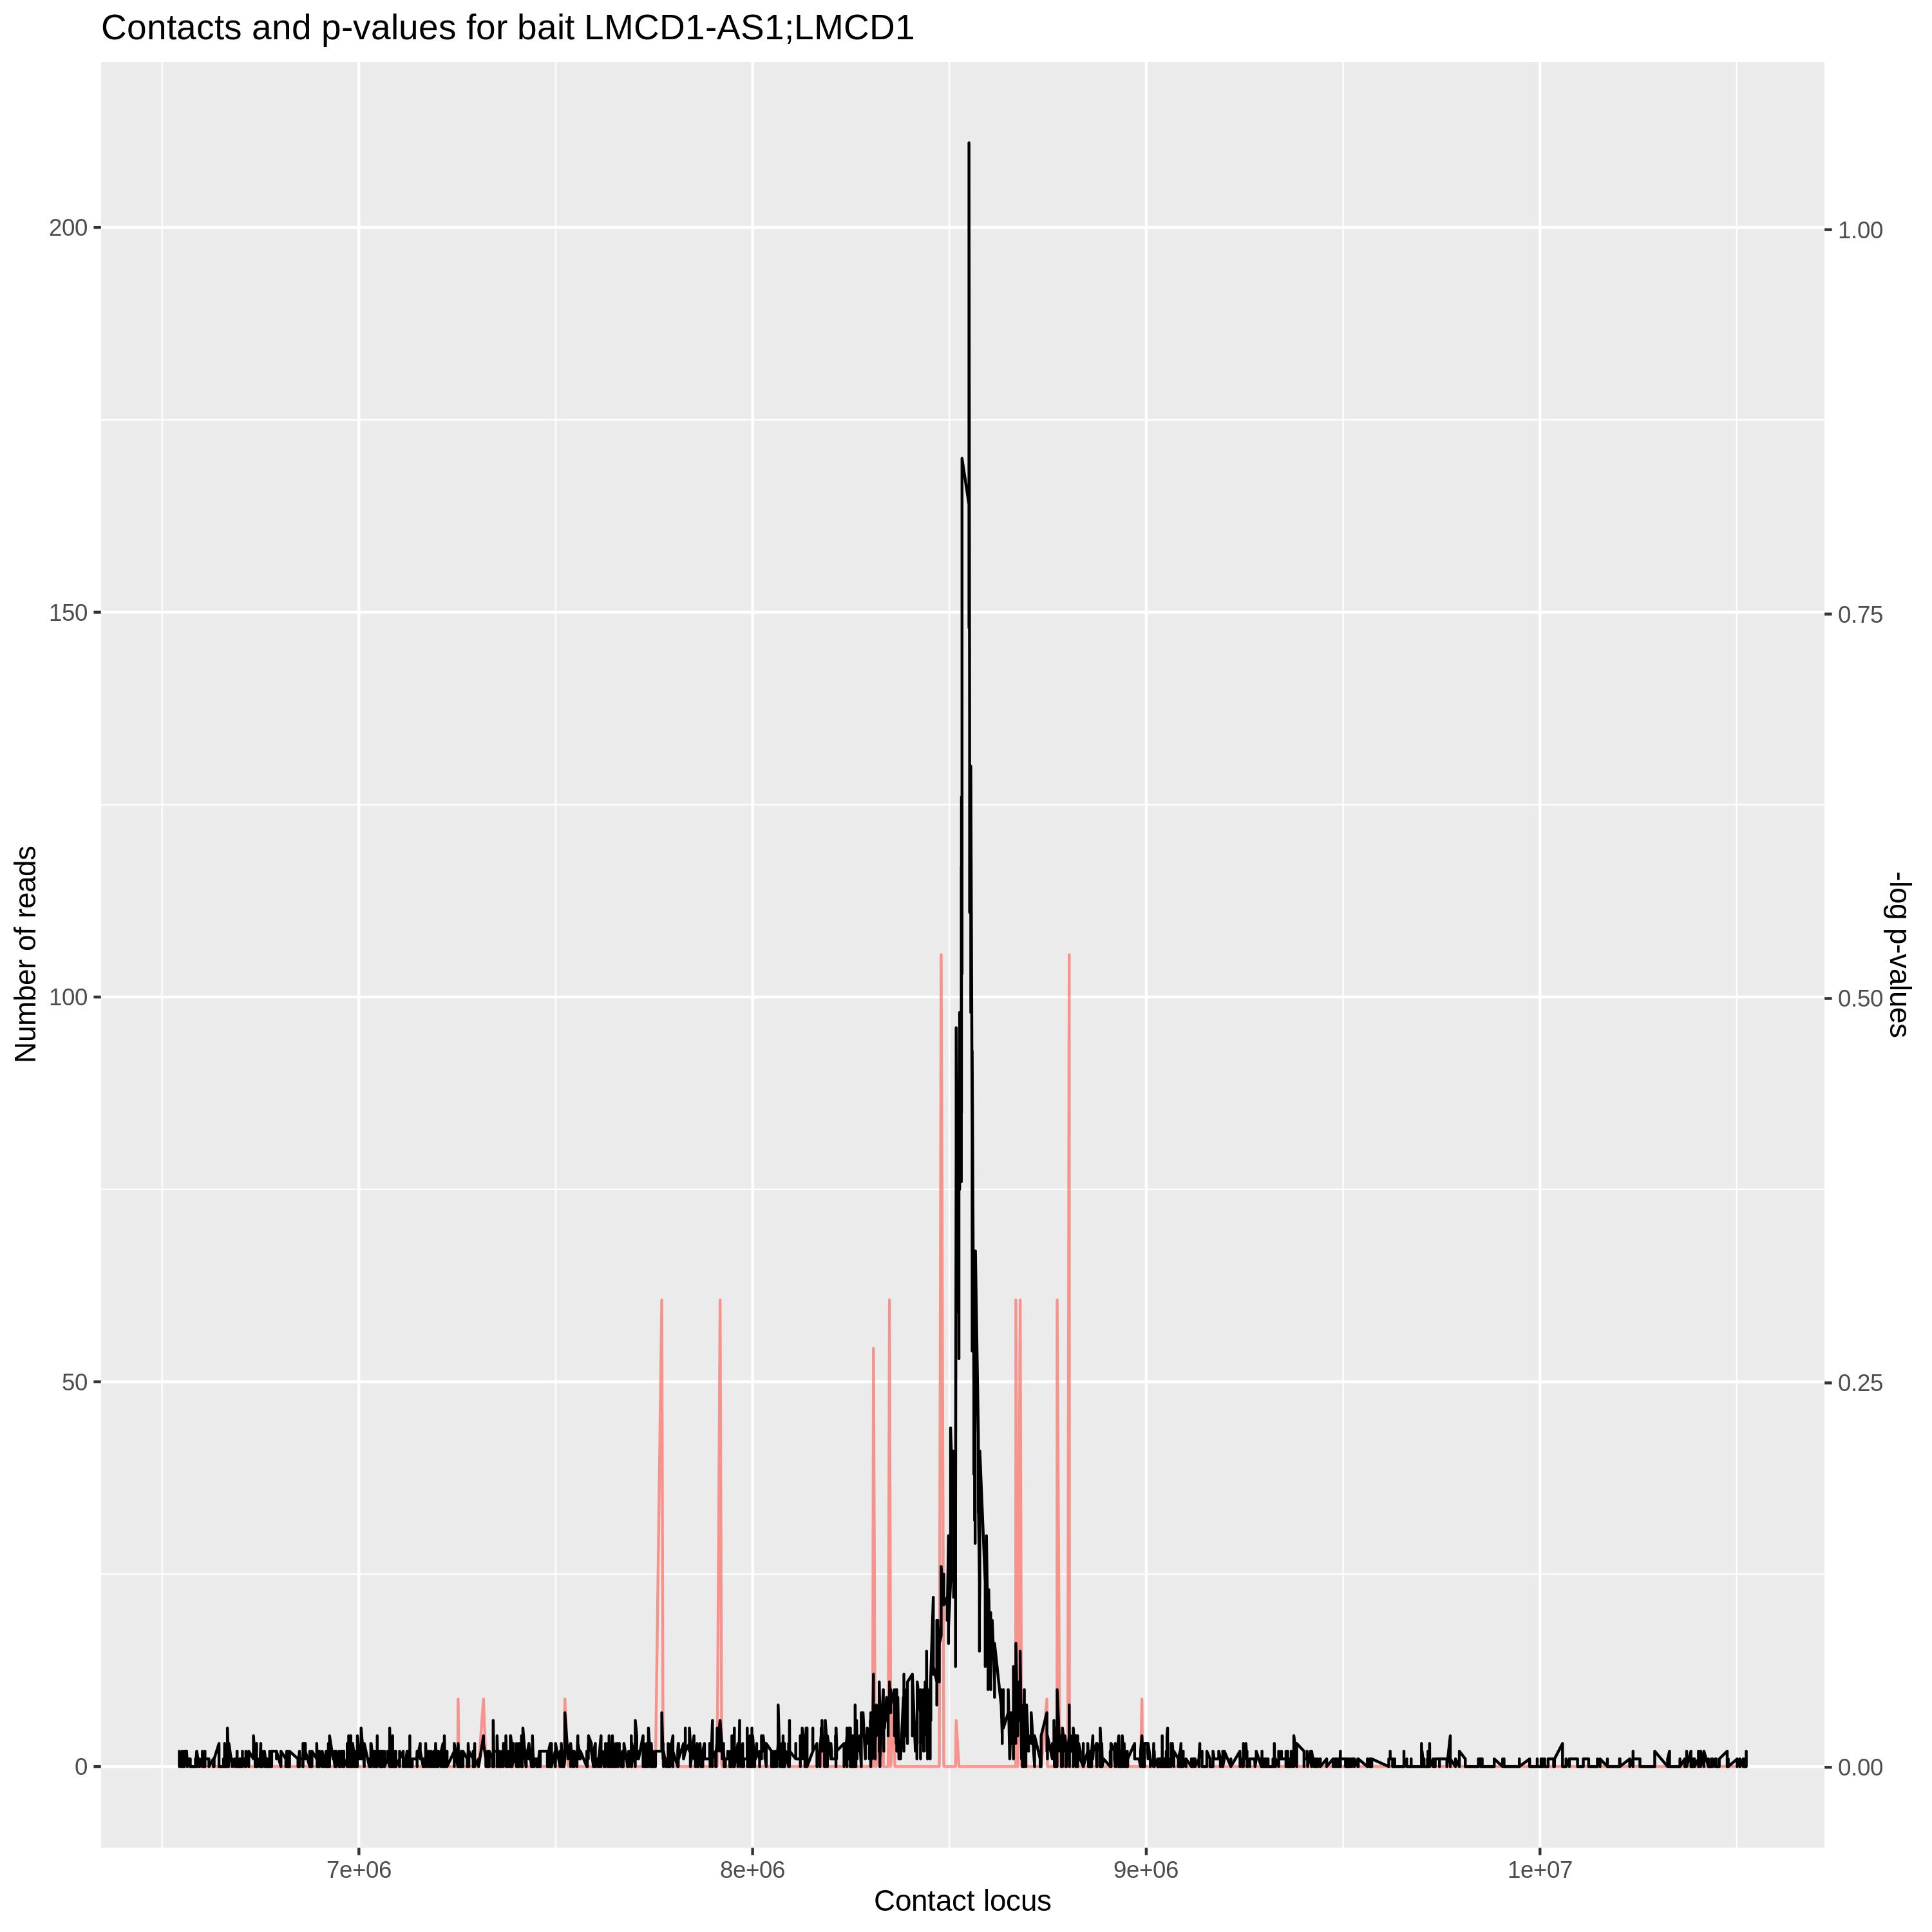 Contacts and p-values for bait LMCD1-AS1;LMCD1
200
150
100
50
0
1.00
0.75
0.50
0.25
0.00
Number of reads
-log p-values
7e+06
8e+06
9e+06
1e+07
Contact locus